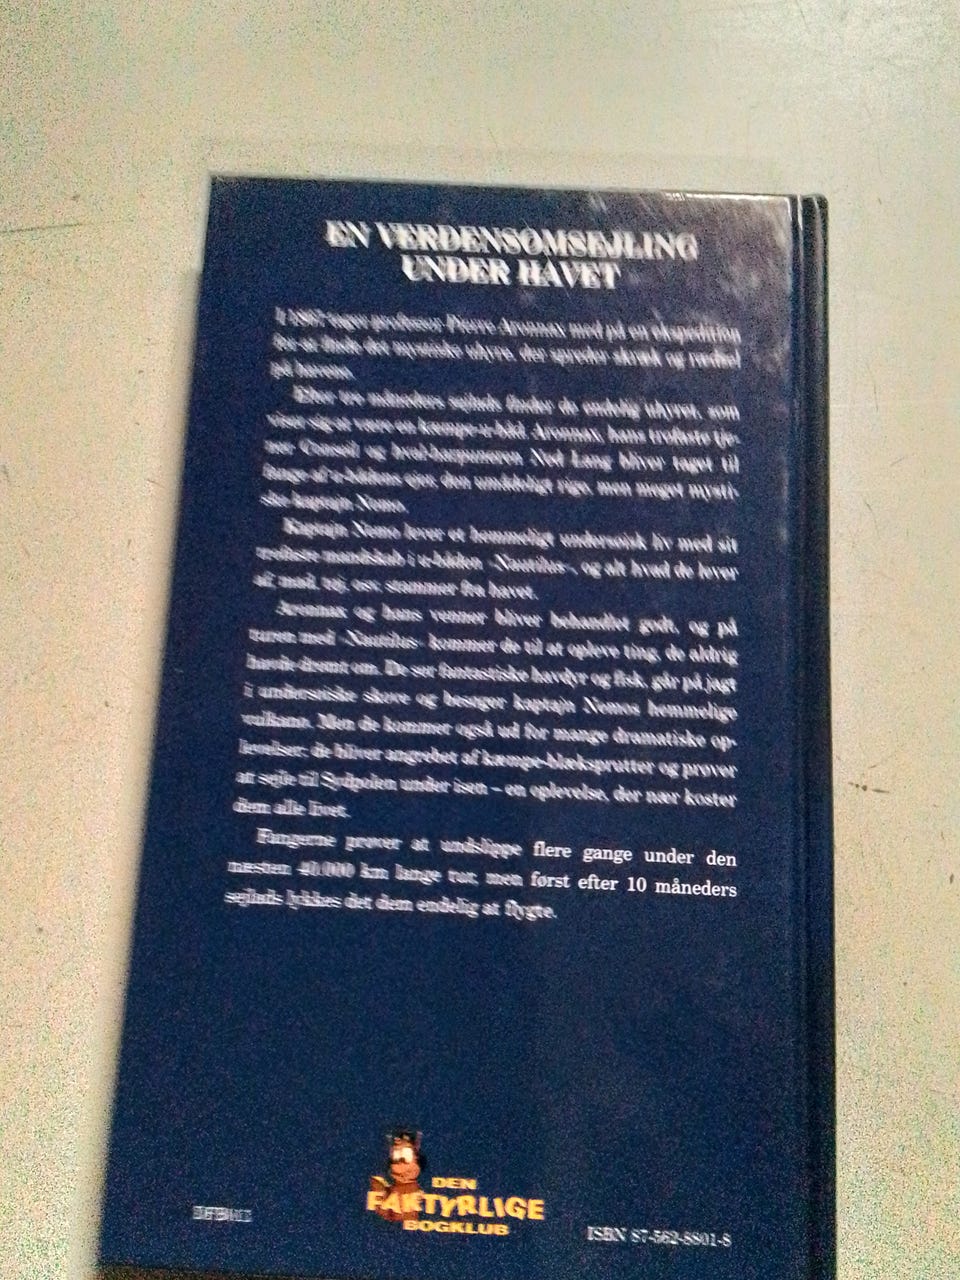 EN VERDENSOMSEJLING
UNDER HAVET
I 1867 tager professor Pierre Aronnax med på en ekspedition
for at finde det mystiske uhyre, der spreder skræk og rædsel
på havene.
Efter tre måneders sejlads finder de endelig uhyret, som
viser sig at være en kæmpe-u-båd. Aronnax, hans trofaste tje-
ner Conseil og hval-harpuneren Ned Lang bliver taget til
fange af u-bådens ejer, den umådeligt rige, men meget mysti-
ske kaptajn Nemo.
Kaptajn Nemo lever et hemmeligt undersøisk liv med sit
trofaste mandskab i u-båden »Nautilus«, og alt hvad de lever
af, mad, tøj, osv. stammer fra havet.
Aronnax og hans venner bliver behandlet godt, og på
turen med »Nautilus« kommer de til at opleve ting, de aldrig
havde drømt om. De ser fantastiske havdyr og fisk, går på jagt
i undersøiske skove og besøger kaptajn Nemos hemmelige
vulkanø. Men de kommer også ud for mange dramatiske op-
levelser: de bliver angrebet af kæmpe-blæksprutter og prøver
at sejle til Sydpolen under isen – en oplevelse, der nær koster
dem alle livet.
Fangerne prøver at undslippe flere gange under den
næsten 40.000 km lange tur, men først efter 10 måneders
sejlads lykkes det dem endelig at flygte.
DEN
FAKTYRLIGE
BOGKLUB
ISBN 87-562-8801-8